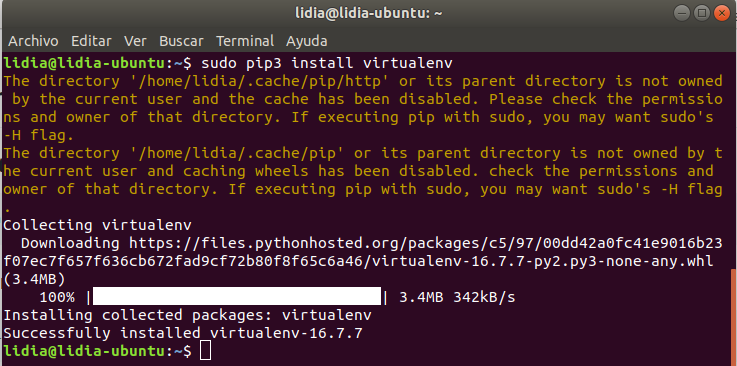 lidia@lidia-ubuntu: ~
Archivo Editar Ver Buscar Terminal Ayuda
lidia@lidia-ubuntu:~$ sudo pip3 install virtualenv
The directory '/home/lidia/.cache/pip/http' or its parent directory is not owned
 by the current user and the cache has been disabled. Please check the permissio
ns and owner of that directory. If executing pip with sudo, you may want sudo's
-H flag.
The directory '/home/lidia/.cache/pip' or its parent directory is not owned by t
he current user and caching wheels has been disabled. check the permissions and
owner of that directory. If executing pip with sudo, you may want sudo's -H flag
.
Collecting virtualenv
  Downloading https://files.pythonhosted.org/packages/c5/97/00dd42a0fc41e9016b23
f07ec7f657f636cb672fad9cf72b80f8f65c6a46/virtualenv-16.7.7-py2.py3-none-any.whl
(3.4MB)
    100% |████████████████████████████████| 3.4MB 342kB/s
Installing collected packages: virtualenv
Successfully installed virtualenv-16.7.7
lidia@lidia-ubuntu:~$